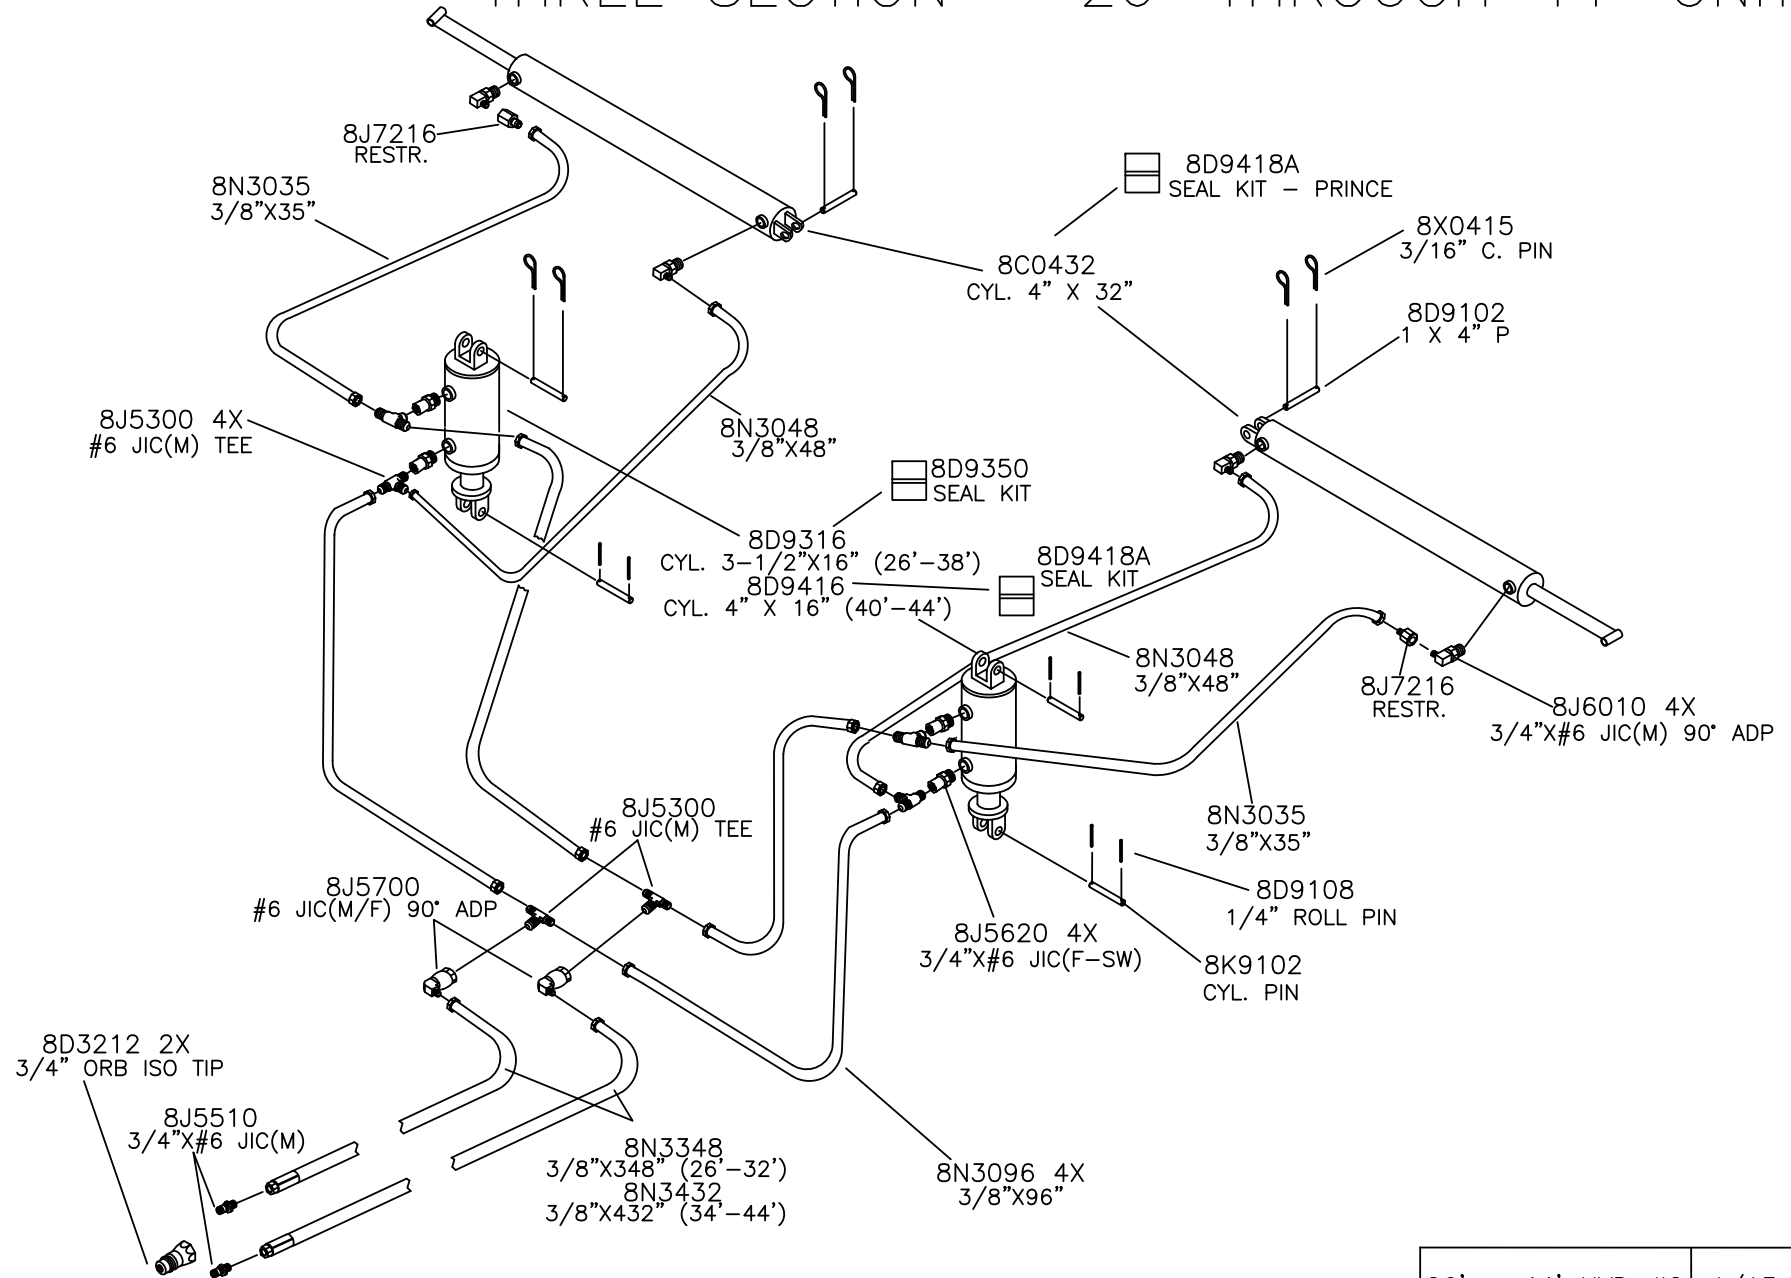 8J7216
RESTR.
8N3035
3/8"X35"
8D9418A
SEAL KIT - PRINCE
8X0415
3/16" C. PIN
8C0432
CYL. 4" X 32"
8D9102
1 X 4" P
8J5300 4X
#6 JIC(M) TEE
8N3048
3/8"X48"
8D9350
SEAL KIT
8D9316
CYL. 3-1/2"X16" (26'-38')
8D9416
CYL. 4" X 16" (40'-44')
8D9418A
SEAL KIT
8N3048
3/8"X48"
8J7216
RESTR.
8J6010 4X
3/4"X#6 JIC(M) 90° ADP
8J5300
#6 JIC(M) TEE
8N3035
3/8"X35"
8J5700
#6 JIC(M/F) 90° ADP
8D9108
1/4" ROLL PIN
8J5620 4X
3/4"X#6 JIC(F-SW)
8K9102
CYL. PIN
8D3212 2X
3/4" ORB ISO TIP
8J5510
3/4"X#6 JIC(M)
8N3348
3/8"X348" (26'-32')
8N3432
3/8"X432" (34'-44')
8N3096 4X
3/8"X96"